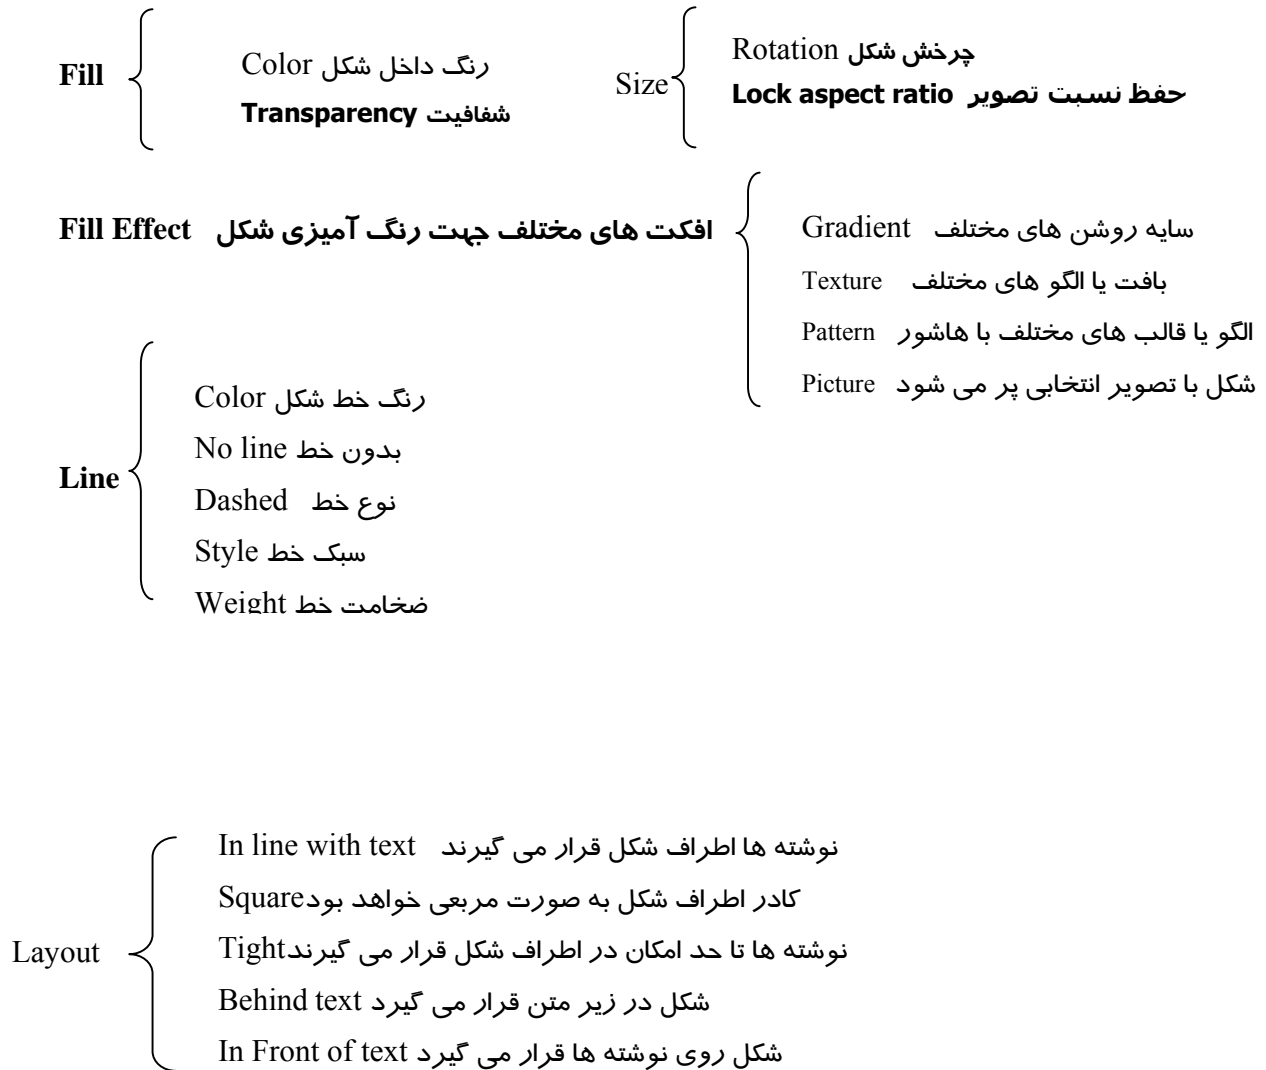 Fill
Color رنگ داخل شکل
Transparency شفافیت
Size
Rotation چرخش شکل
Lock aspect ratio حفظ نسبت تصویر
Fill Effect افکت های مختلف جهت رنگ آمیزی شکل
Gradient سایه روشن های مختلف
Texture بافت یا الگو های مختلف
Pattern الگو یا قالب های مختلف با هاشور
Picture شکل با تصویر انتخابی پر می شود
Line
Color رنگ خط شکل
No line بدون خط
Dashed نوع خط
Style سبک خط
Weight ضخامت خط
Layout
In line with text نوشته ها اطراف شکل قرار می گیرند
Square کادر اطراف شکل به صورت مربعی خواهد بود
Tight نوشته ها تا حد امکان در اطراف شکل قرار می گیرند
Behind text شکل در زیر متن قرار می گیرد
In Front of text شکل روی نوشته ها قرار می گیرد